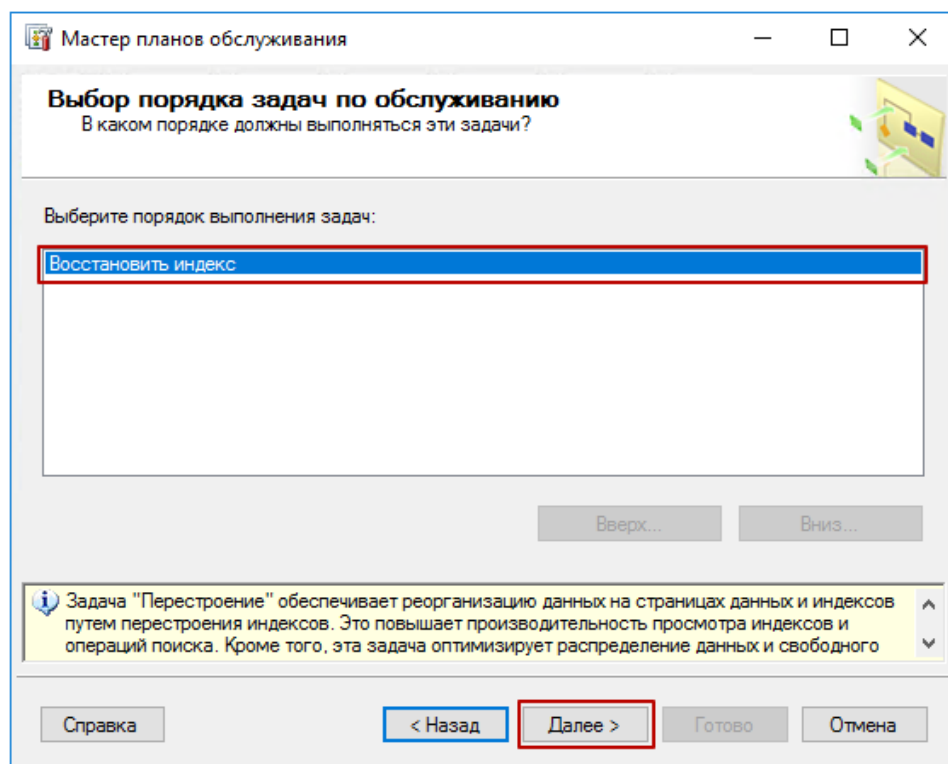 Мастер планов обслуживания
Выбор порядка задач по обслуживанию
В каком порядке должны выполняться эти задачи?
Выберите порядок выполнения задач:
Восстановить индекс
Вверх... Вниз...
Задача "Перестроение" обеспечивает реорганизацию данных на страницах данных и индексов
путем перестроения индексов. Это повышает производительность просмотра индексов и
операций поиска. Кроме того, эта задача оптимизирует распределение данных и свободного
Справка < Назад Далее > Готово Отмена